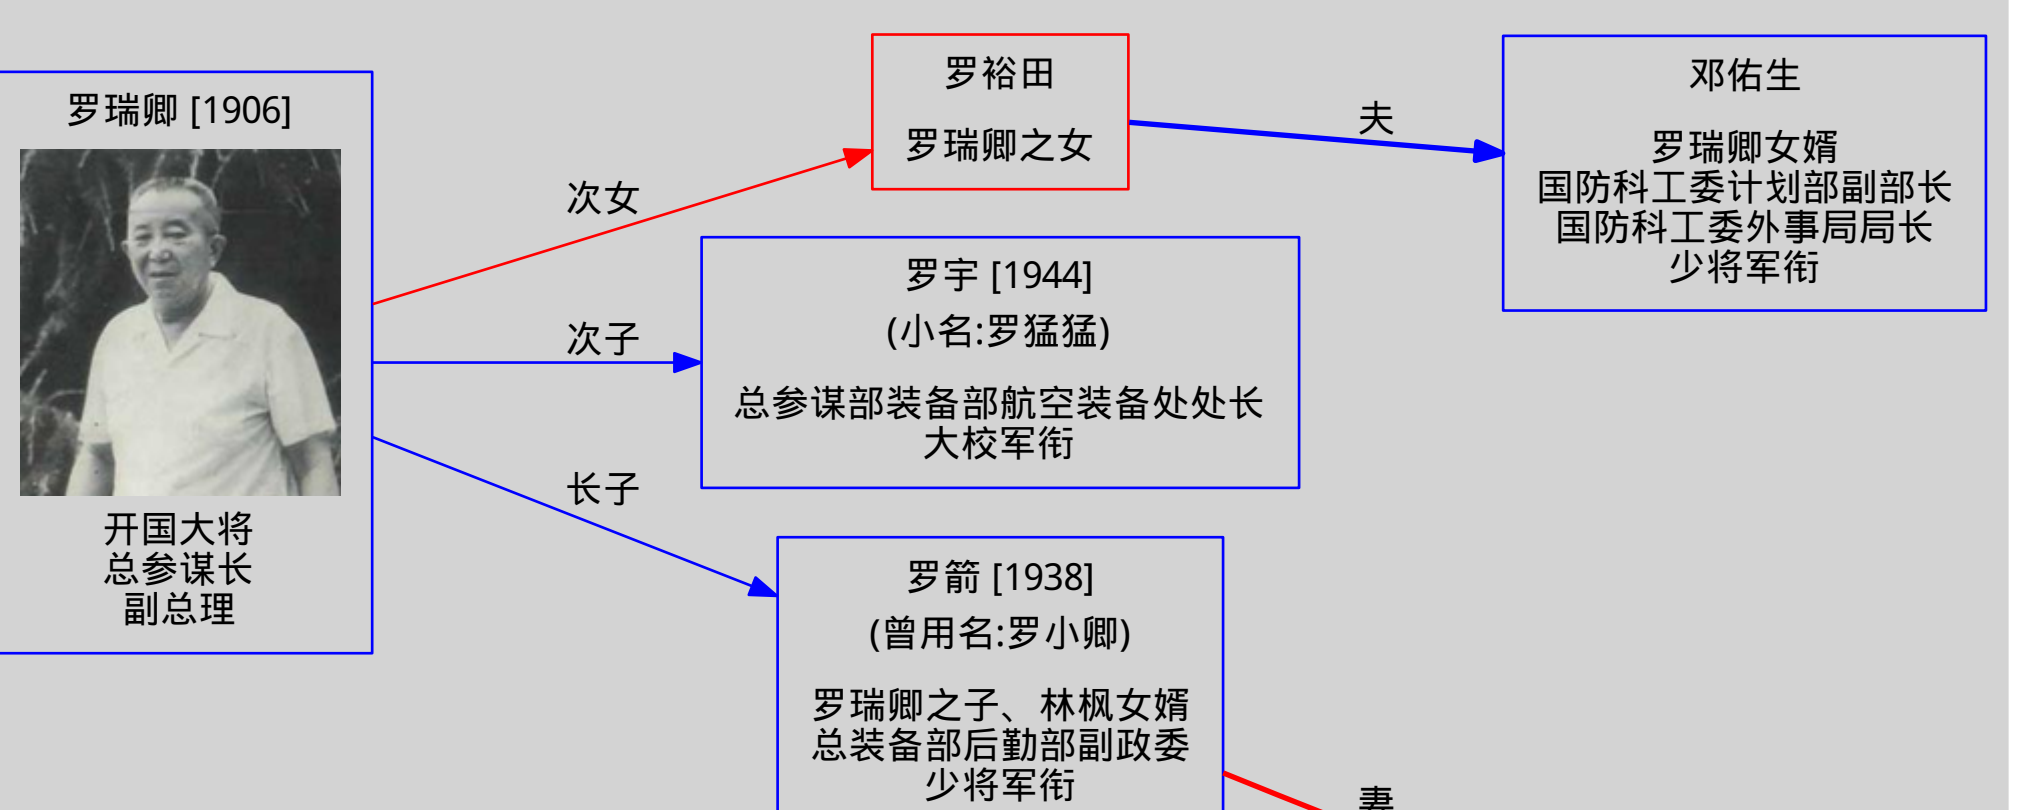 罗瑞卿 [1906]
开国大将
总参谋长
副总理
次女
次子
长子
罗裕田
罗瑞卿之女
夫
邓佑生
罗瑞卿女婿
国防科工委计划部副部长
国防科工委外事局局长
少将军衔
罗宇 [1944]
(小名:罗猛猛)
总参谋部装备部航空装备处处长
大校军衔
罗箭 [1938]
(曾用名:罗小卿)
罗瑞卿之子、林枫女婿
总装备部后勤部副政委
少将军衔
妻